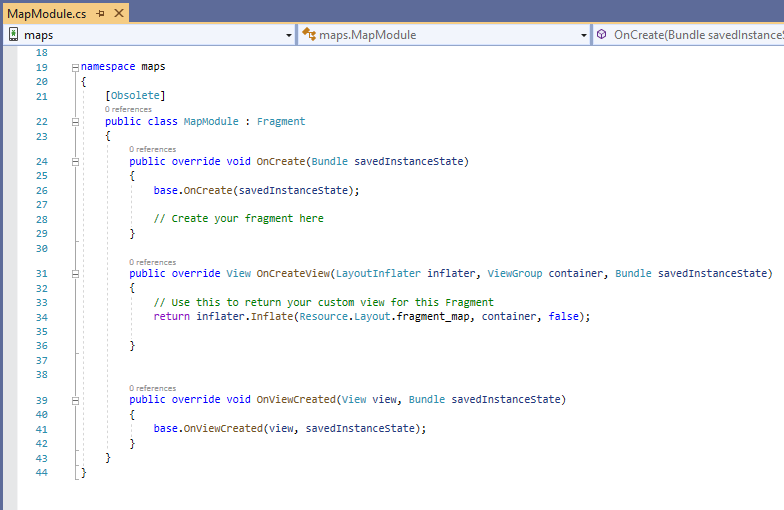 MapModule.cs
maps maps.MapModule OnCreate(Bundle savedInstanceS
18
19 namespace maps
20 {
21 [Obsolete]
0 references
22 public class MapModule : Fragment
23 {
0 references
24 public override void OnCreate(Bundle savedInstanceState)
25 {
26 base.OnCreate(savedInstanceState);
27
28 // Create your fragment here
29 }
30
0 references
31 public override View OnCreateView(LayoutInflater inflater, ViewGroup container, Bundle savedInstanceState)
32 {
33 // Use this to return your custom view for this Fragment
34 return inflater.Inflate(Resource.Layout.fragment_map, container, false);
35
36 }
37
38
0 references
39 public override void OnViewCreated(View view, Bundle savedInstanceState)
40 {
41 base.OnViewCreated(view, savedInstanceState);
42 }
43 }
44 }